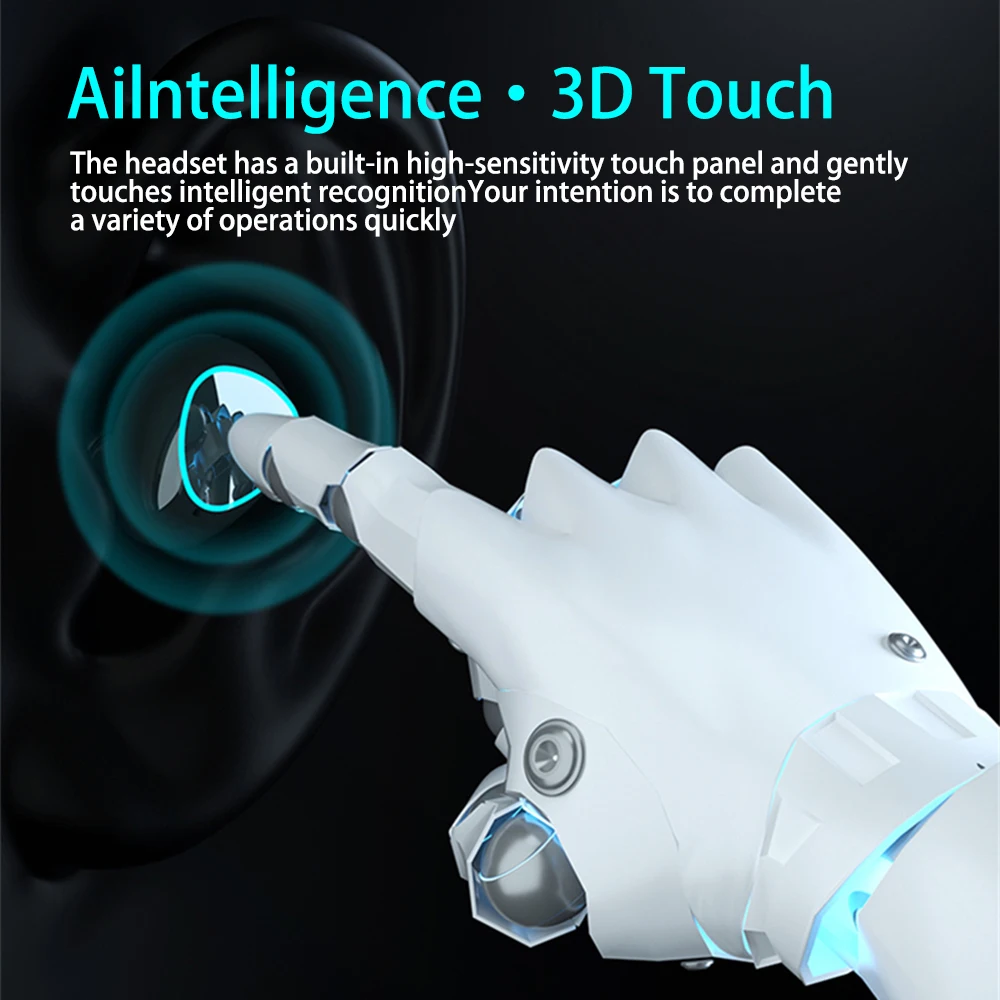 AiIntelligence・3D Touch
The headset has a built-in high-sensitivity touch panel and gently
touches intelligent recognitionYour intention is to complete
a variety of operations quickly